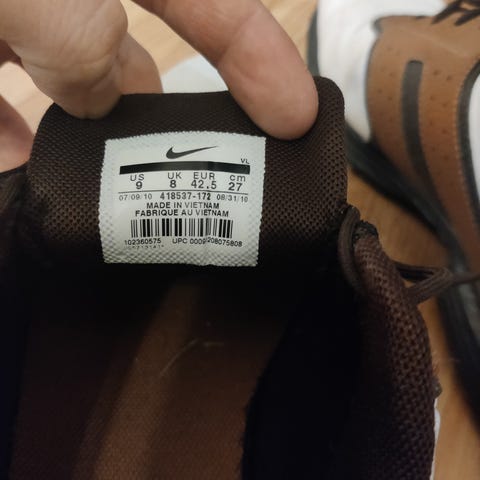 VL
US UK EUR cm
9 8 42.5 27
07/09/10 418537-172 08/31/10
MADE IN VIETNAM
FABRIQUE AU VIETNAM
102360575 UPC 00091208075808